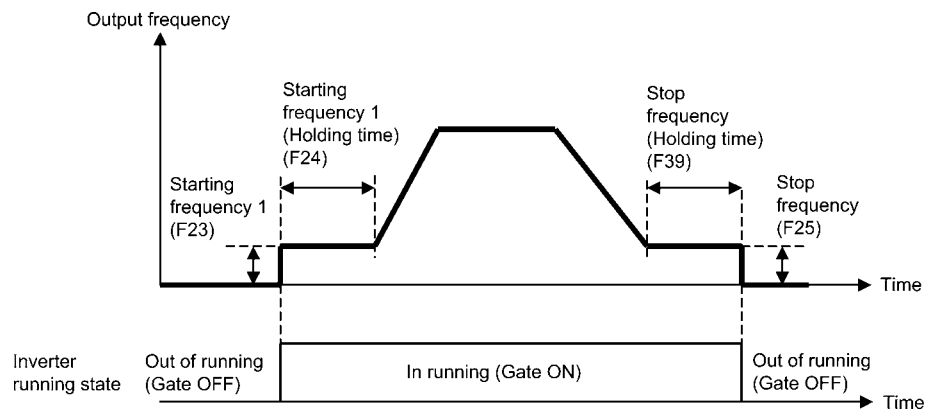 Output frequency
Starting
frequency 1
(Holding time)
(F24)
Stop
frequency
(Holding time)
(F39)
Starting
frequency 1
(F23)
Stop
frequency
(F25)
Time
Inverter
running state
Out of running
(Gate OFF)
In running (Gate ON)
Out of running
(Gate OFF)
Time